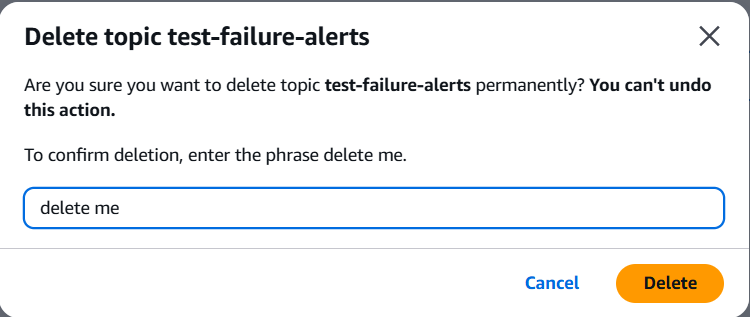 Delete topic test-failure-alerts
Are you sure you want to delete topic test-failure-alerts permanently? You can't undo
this action.
To confirm deletion, enter the phrase delete me.
delete me
Cancel
Delete